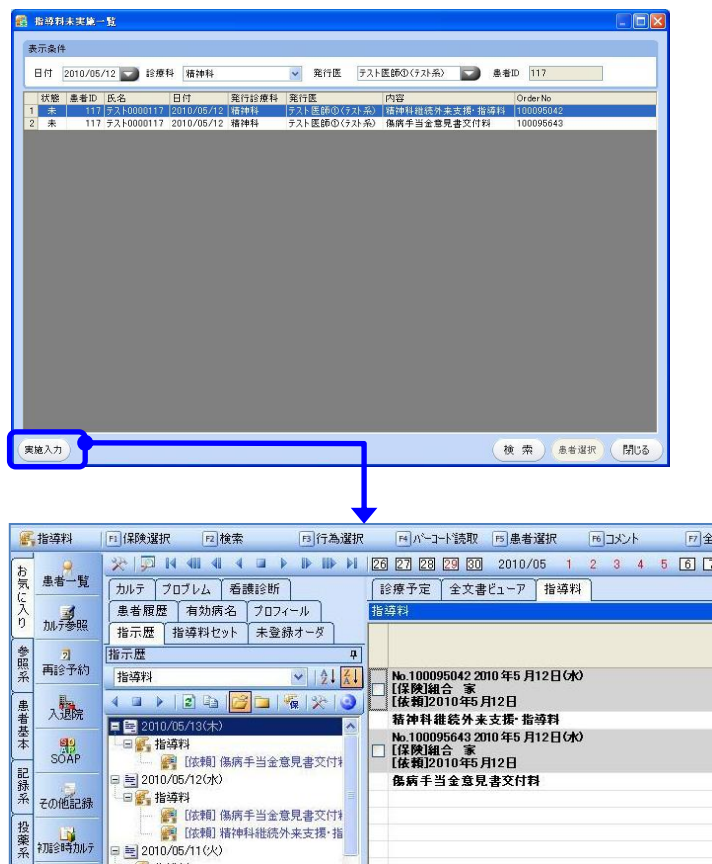 指導料未実施一覧
表示条件
日付 2010/05/12 診療科 精神科 発行医 テスト医師①(テスト系) 患者ID 117
状態 患者ID 氏名 日付 発行診療科 発行医 内容 OrderNo
1 未 117 テスト0000117 2010/05/12 精神科 テスト医師①(テスト系) 精神科継続外来支援・指導料 100095042
2 未 117 テスト0000117 2010/05/12 精神科 テスト医師①(テスト系) 傷病手当金意見書交付料 100095643
実施入力 検索 患者選択 閉じる
指導料 F1 保険選択 F2 検索 F3 行為選択 F4 バーコード読取 F5 患者選択 F6 コメント F7 全
26 27 28 29 30 2010/05 1 2 3 4 5 6 7
お気に入り
参照系
患者基本
記録系
投薬系
患者一覧
カルテ参照
再診予約
入退院
SOAP
その他記録
初診時カルテ
カルテ プロブレム 看護診断
患者履歴 有効病名 プロフィール
指示歴 指導料セット 未登録オーダ
指示歴
指導料
2010/05/13(木)
指導料
[依頼] 傷病手当金意見書交付料
2010/05/12(水)
指導料
[依頼] 傷病手当金意見書交付料
[依頼] 精神科継続外来支援・指
2010/05/11(火)
診療予定 全文書ビューア 指導料
指導料
No.100095042 2010年5月12日(水)
[保険]組合 家
[依頼]2010年5月12日
精神科継続外来支援・指導料
No.100095643 2010年5月12日(水)
[保険]組合 家
[依頼]2010年5月12日
傷病手当金意見書交付料